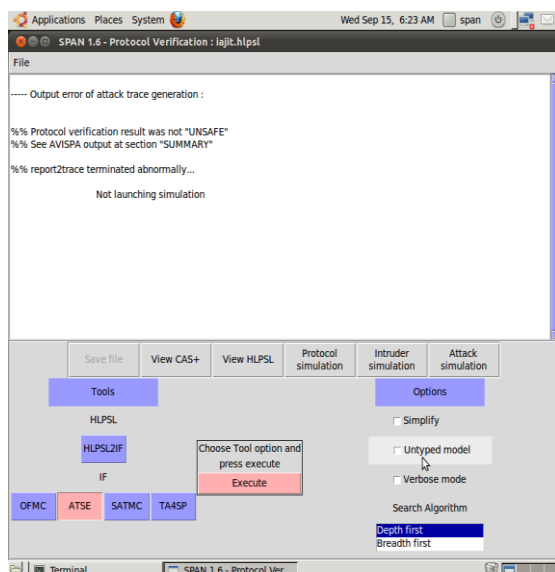 Applications Places System Wed Sep 15, 6:23 AM span
SPAN 1.6 - Protocol Verification : iajit.hlpsl
File
----- Output error of attack trace generation :
%% Protocol verification result was not "UNSAFE"
%% See AVISPA output at section "SUMMARY"
%% report2trace terminated abnormally...
Not launching simulation
Save file View CAS+ View HLPSL Protocol simulation Intruder simulation Attack simulation
Tools Options
HLPSL Simplify
HLPSL2IF Choose Tool option and press execute Untyped model
IF Execute Verbose mode
OFMC ATSE SATMC TA4SP Search Algorithm
Depth first
Breadth first
Terminal SPAN 1.6 - Protocol Ver...